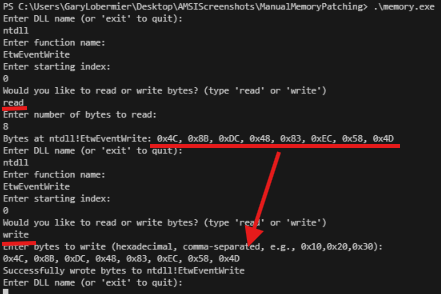 PS C:\Users\GaryLobermier\Desktop\AMSIScreenshots\ManualMemoryPatching> .\memory.exe
Enter DLL name (or 'exit' to quit):
ntdll
Enter function name:
EtwEventWrite
Enter starting index:
0
Would you like to read or write bytes? (type 'read' or 'write')
read
Enter number of bytes to read:
8
Bytes at ntdll!EtwEventWrite: 0x4C, 0x8B, 0xDC, 0x48, 0x83, 0xEC, 0x58, 0x4D
Enter DLL name (or 'exit' to quit):
ntdll
Enter function name:
EtwEventWrite
Enter starting index:
0
Would you like to read or write bytes? (type 'read' or 'write')
write
Enter bytes to write (hexadecimal, comma-separated, e.g., 0x10,0x20,0x30):
0x4C, 0x8B, 0xDC, 0x48, 0x83, 0xEC, 0x58, 0x4D
Successfully wrote bytes to ntdll!EtwEventWrite
Enter DLL name (or 'exit' to quit):